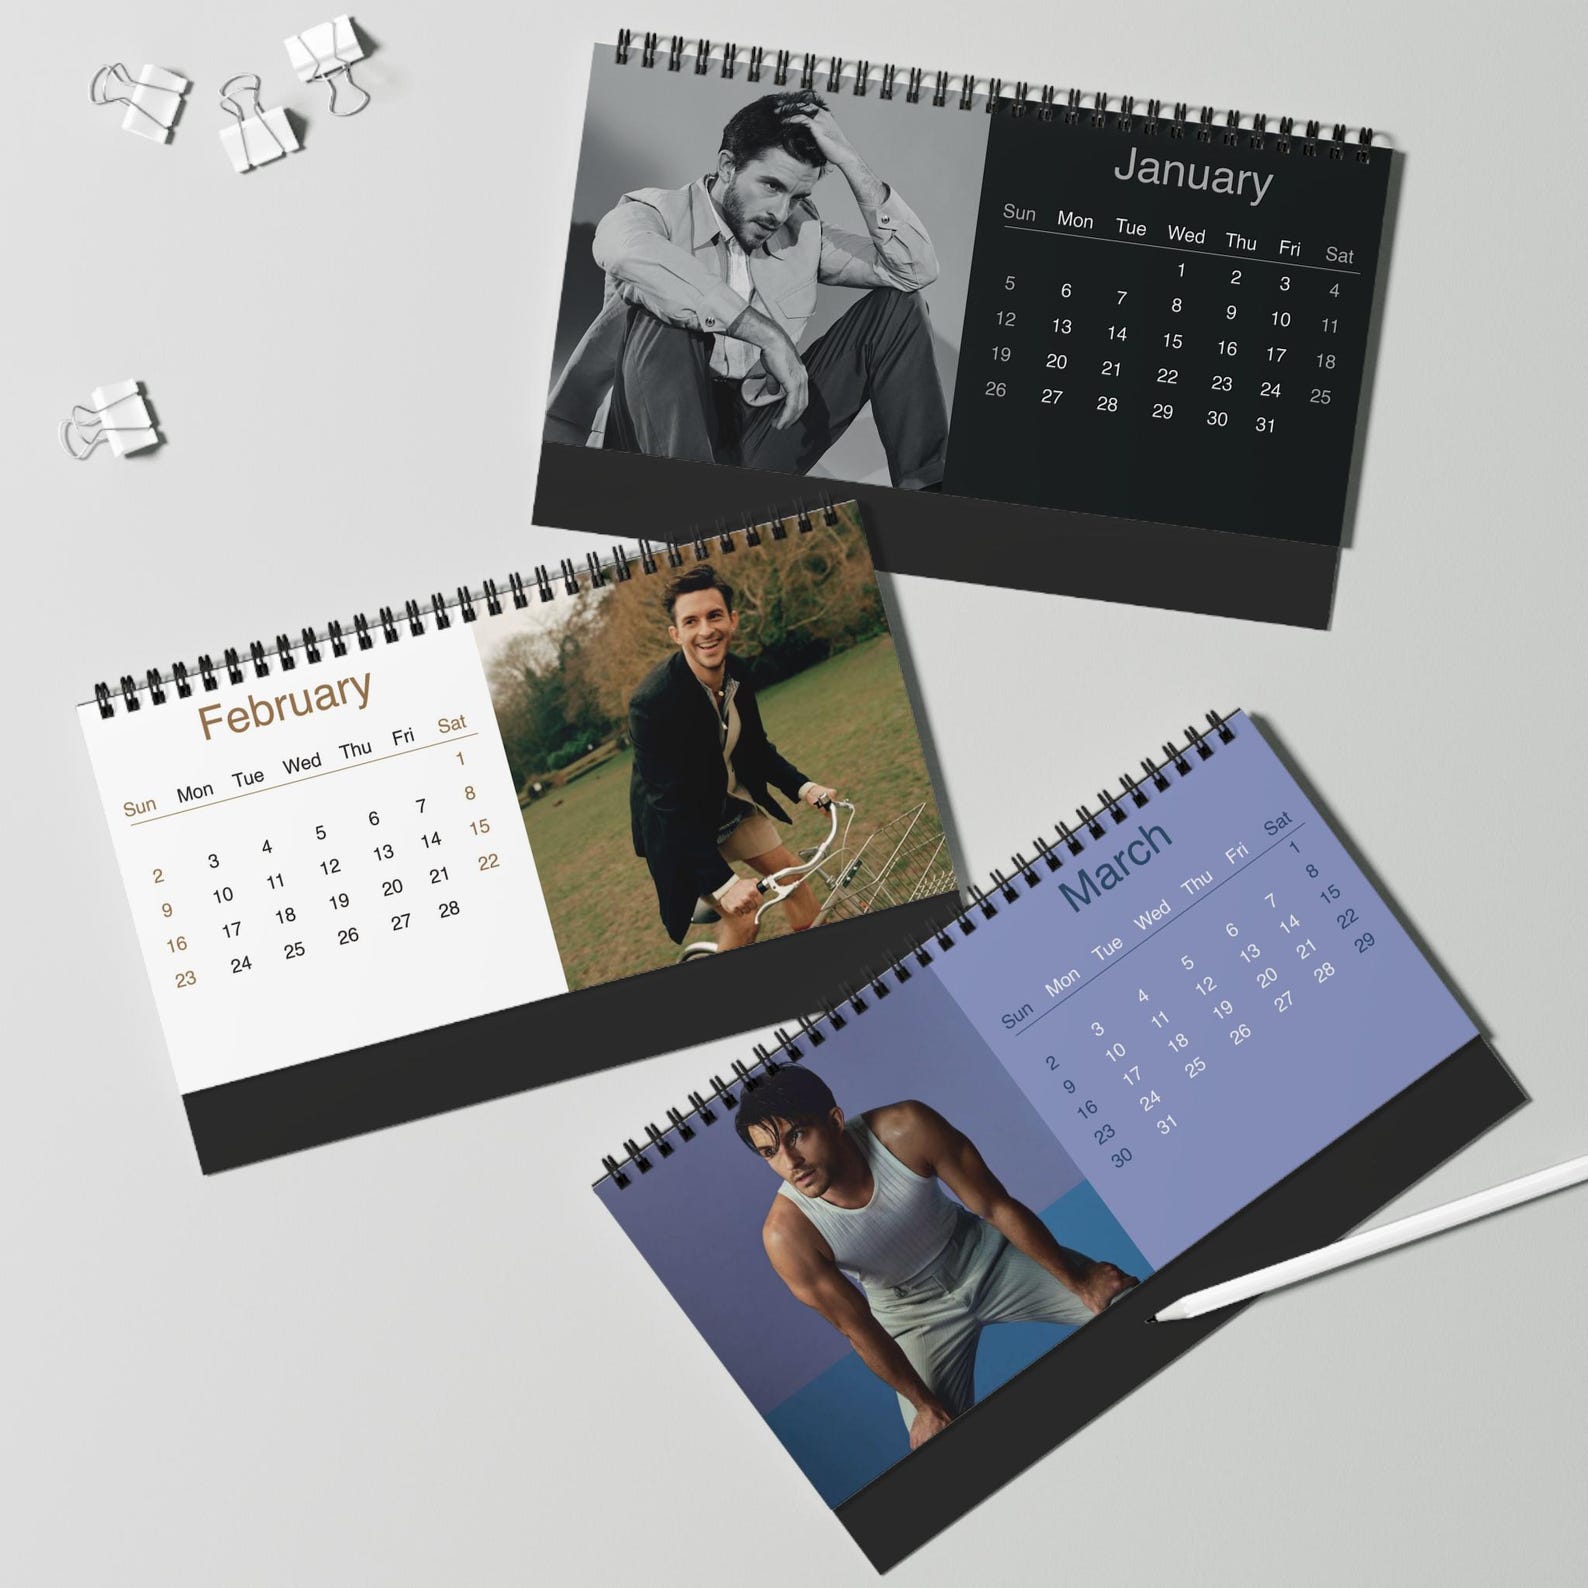 January
Sun Mon Tue Wed Thu Fri Sat
1 2 3 4
5 6 7 8 9 10 11
12 13 14 15 16 17 18
19 20 21 22 23 24 25
26 27 28 29 30 31
February
Sun Mon Tue Wed Thu Fri Sat
1
2 3 4 5 6 7 8
9 10 11 12 13 14 15
16 17 18 19 20 21 22
23 24 25 26 27 28
March
Sun Mon Tue Wed Thu Fri Sat
1
2 3 4 5 6 7 8
9 10 11 12 13 14 15
16 17 18 19 20 21 22
23 24 25 26 27 28 29
30 31